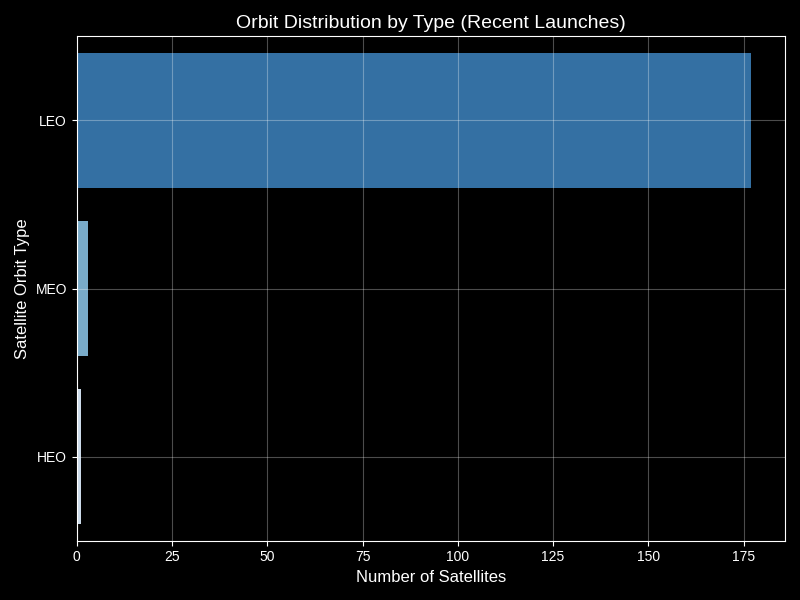 Orbit Distribution by Type (Recent Launches)
Satellite Orbit Type
LEO
MEO
HEO
0 25 50 75 100 125 150 175
Number of Satellites